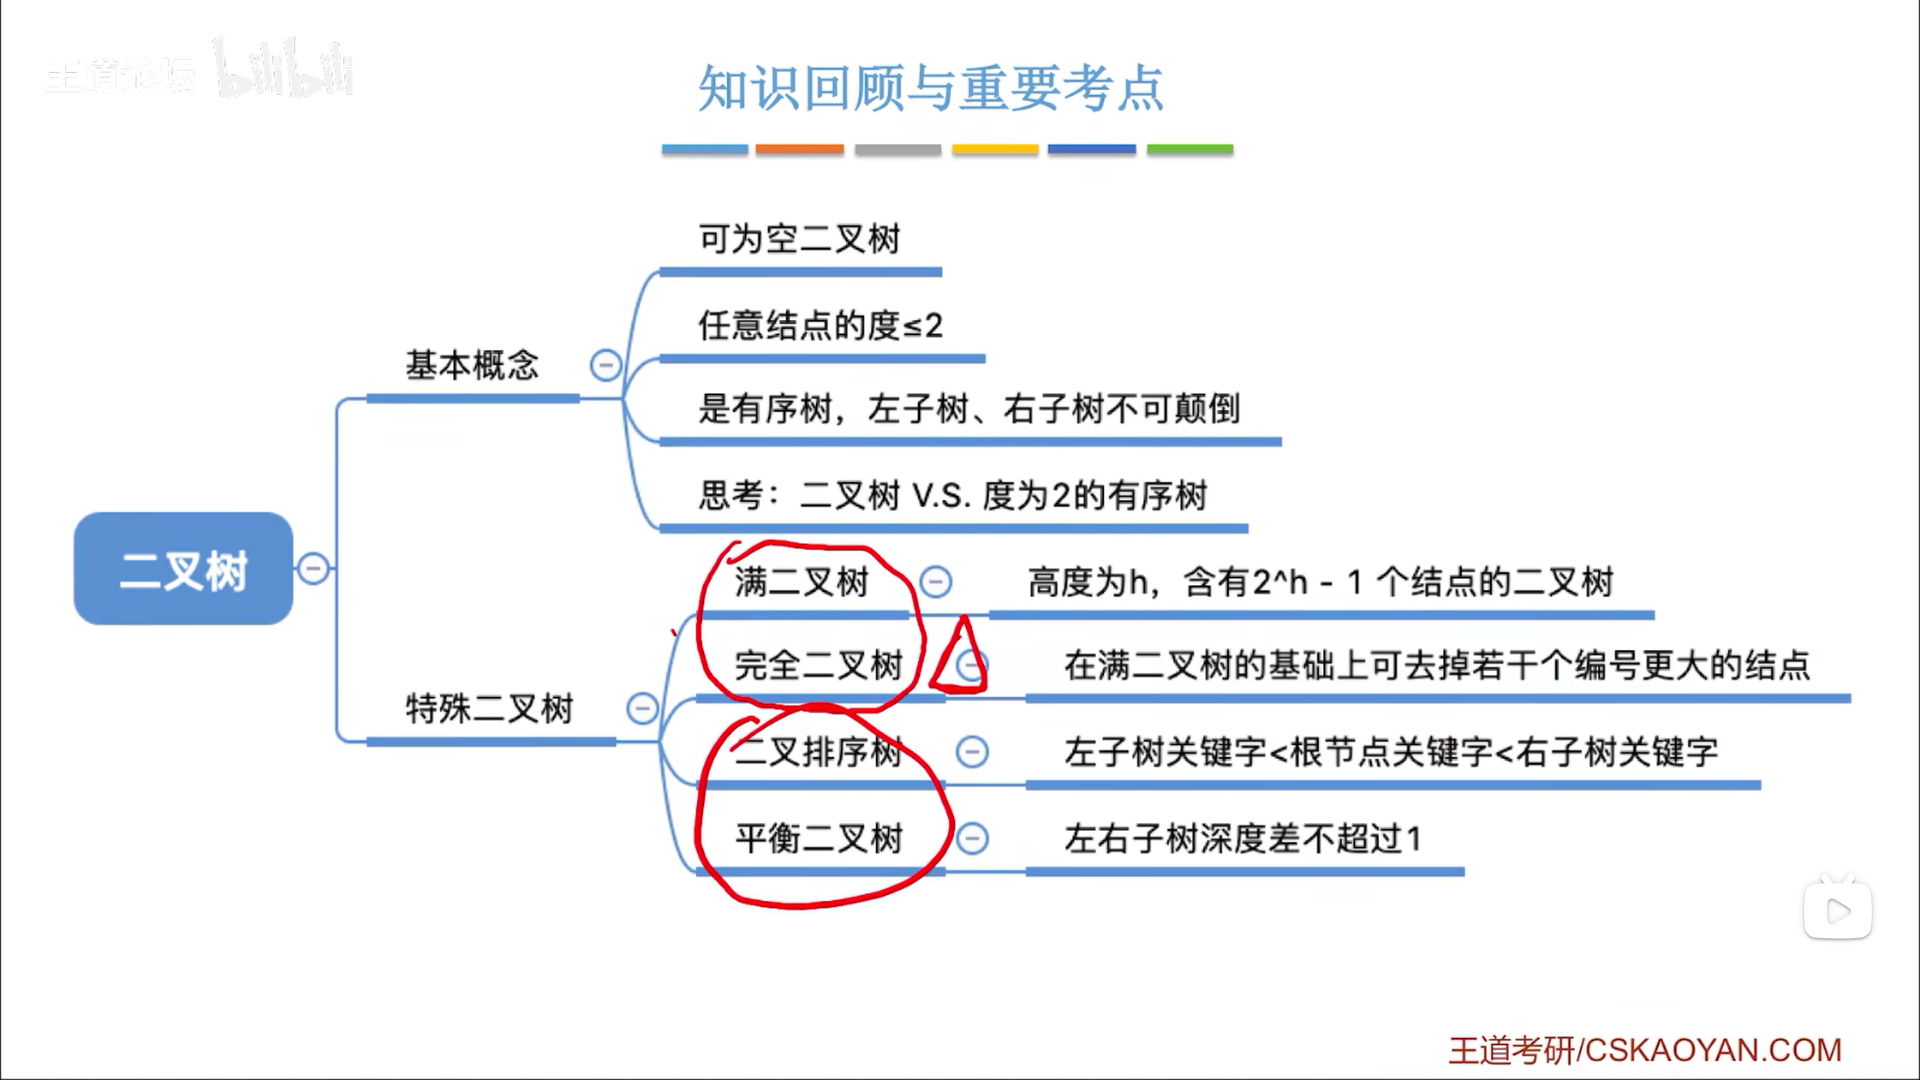 王道论坛 bilibili
知识回顾与重要考点
可为空二叉树
任意结点的度≤2
基本概念
是有序树，左子树、右子树不可颠倒
思考：二叉树 V.S. 度为2的有序树
二叉树
满二叉树 高度为h，含有2^h - 1 个结点的二叉树
完全二叉树 在满二叉树的基础上可去掉若干个编号更大的结点
特殊二叉树
二叉排序树 左子树关键字<根节点关键字<右子树关键字
平衡二叉树 左右子树深度差不超过1
王道考研/CSKAOYAN.COM